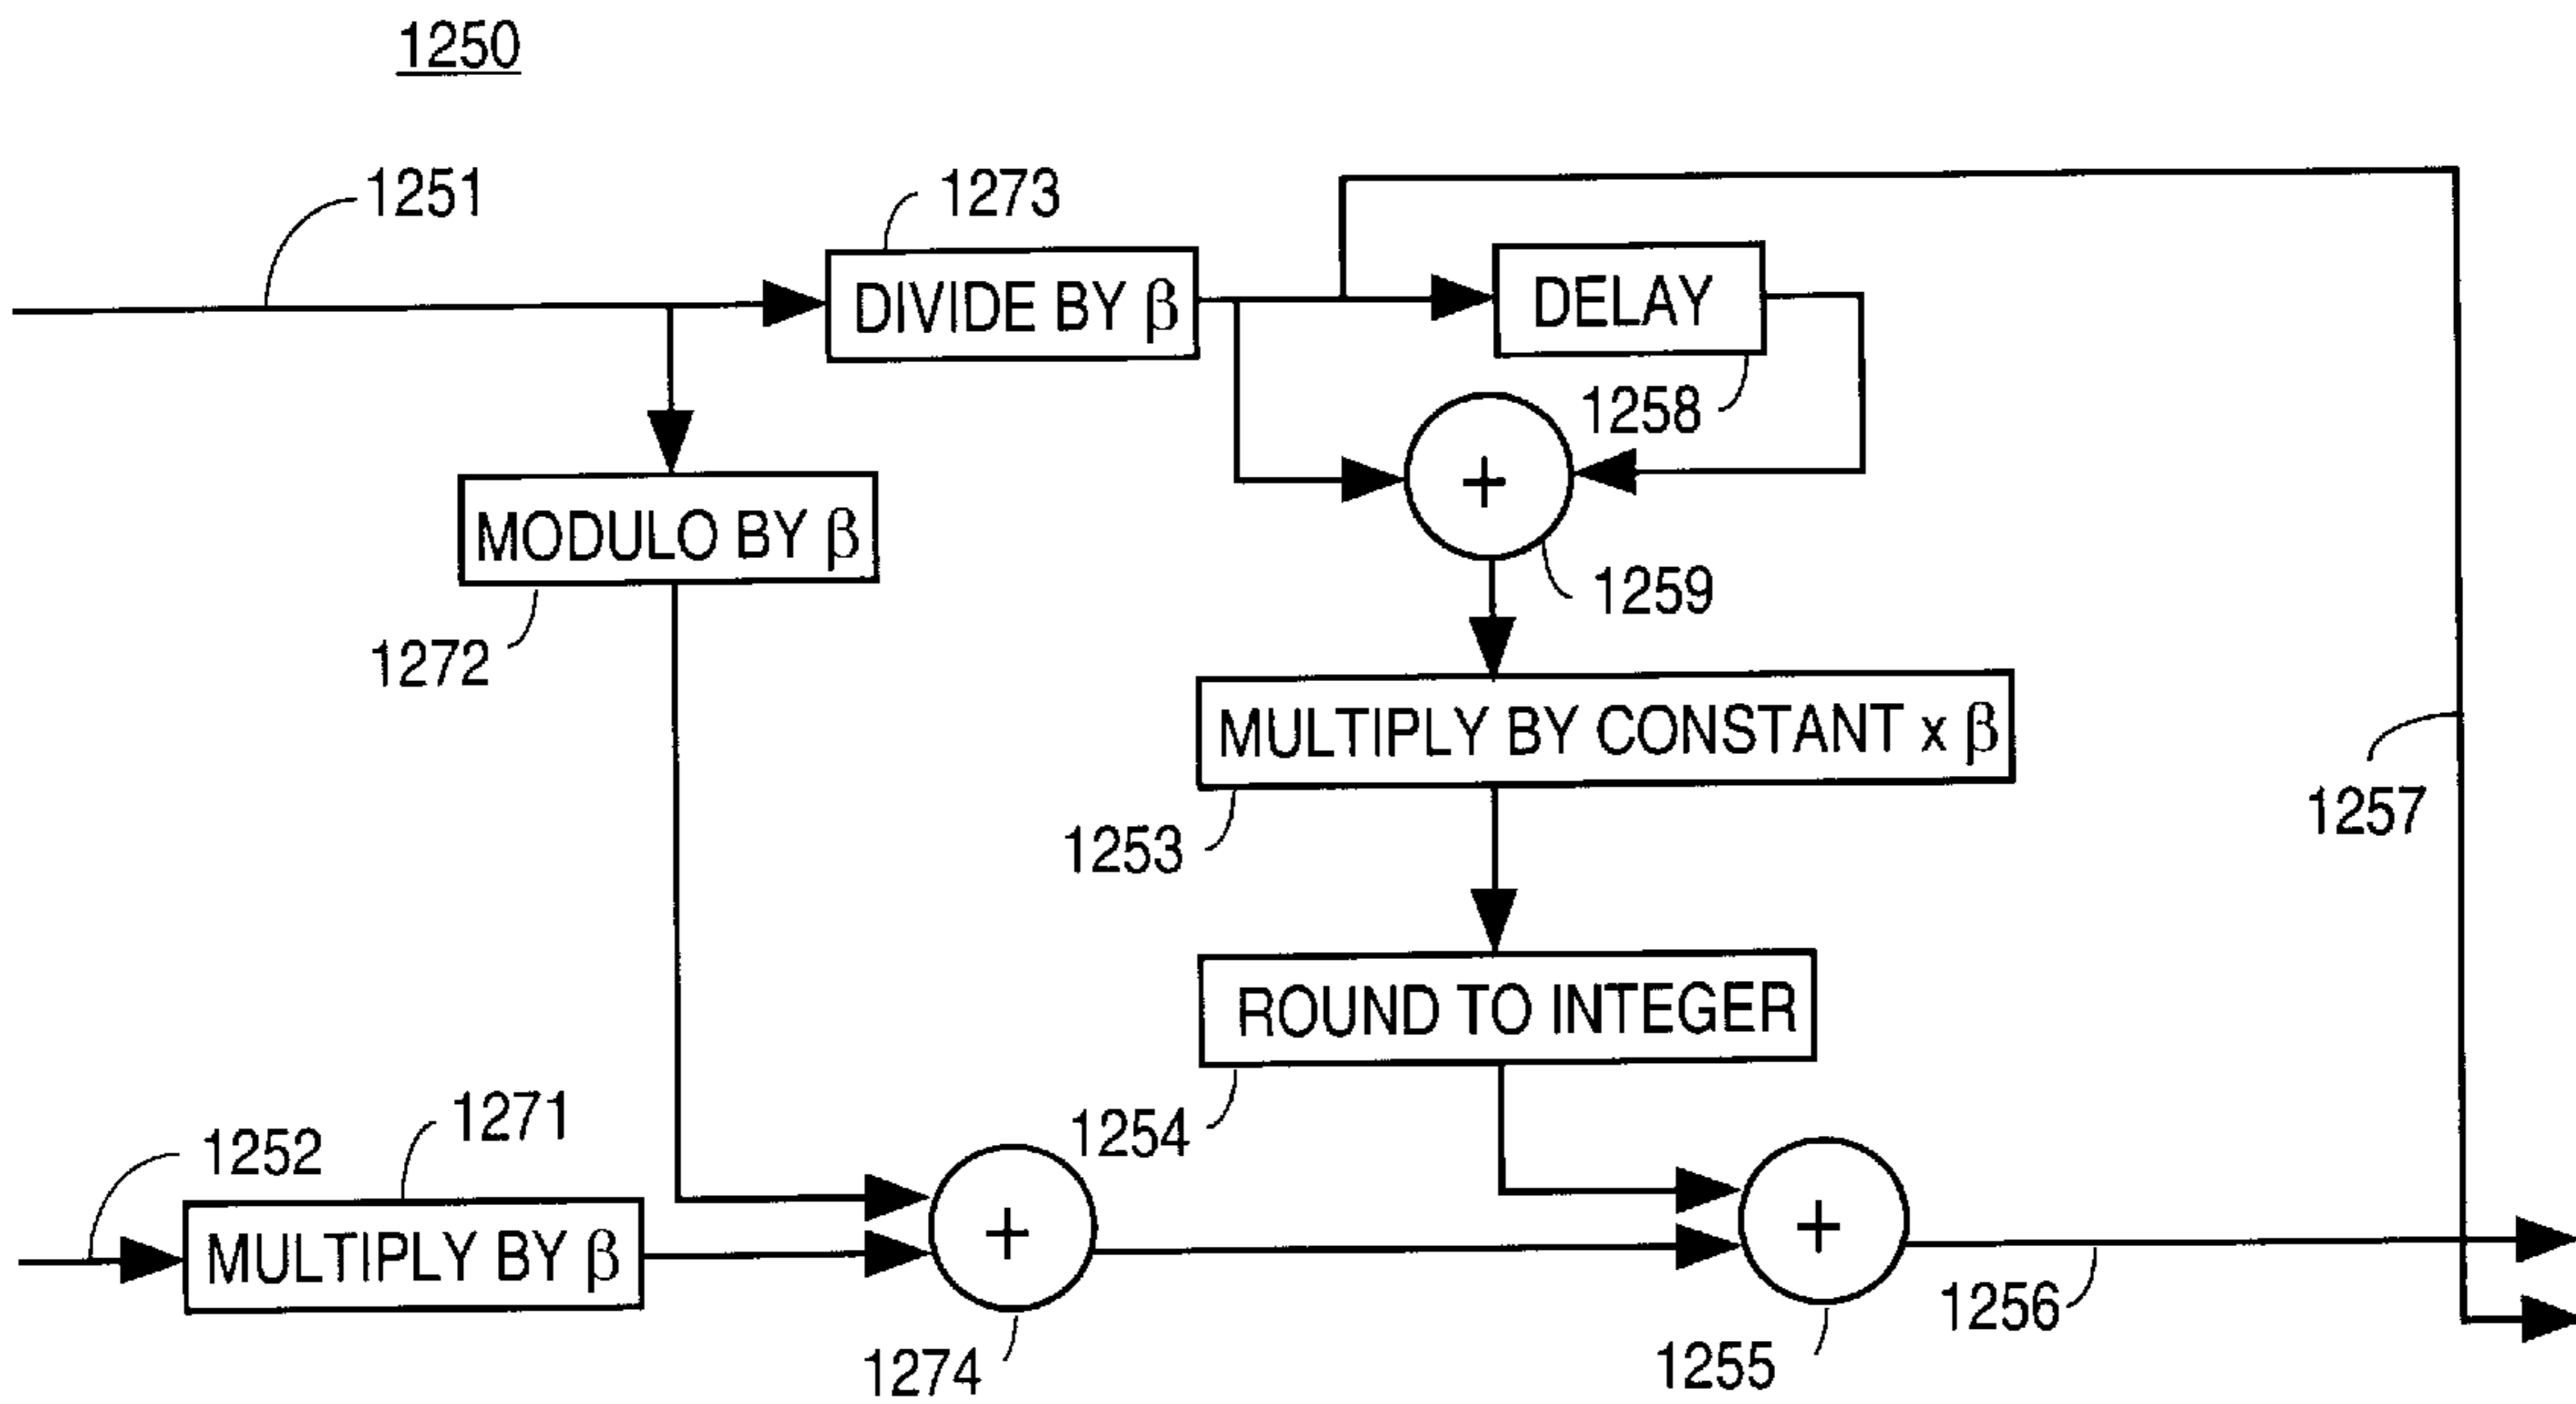 1250
1251
1273
DIVIDE BY β
DELAY
1258
+
MODULO BY β
1259
1272
MULTIPLY BY CONSTANT x β
1257
1253
ROUND TO INTEGER
1254
1271
1252
MULTIPLY BY β
+
+
1256
1274
1255